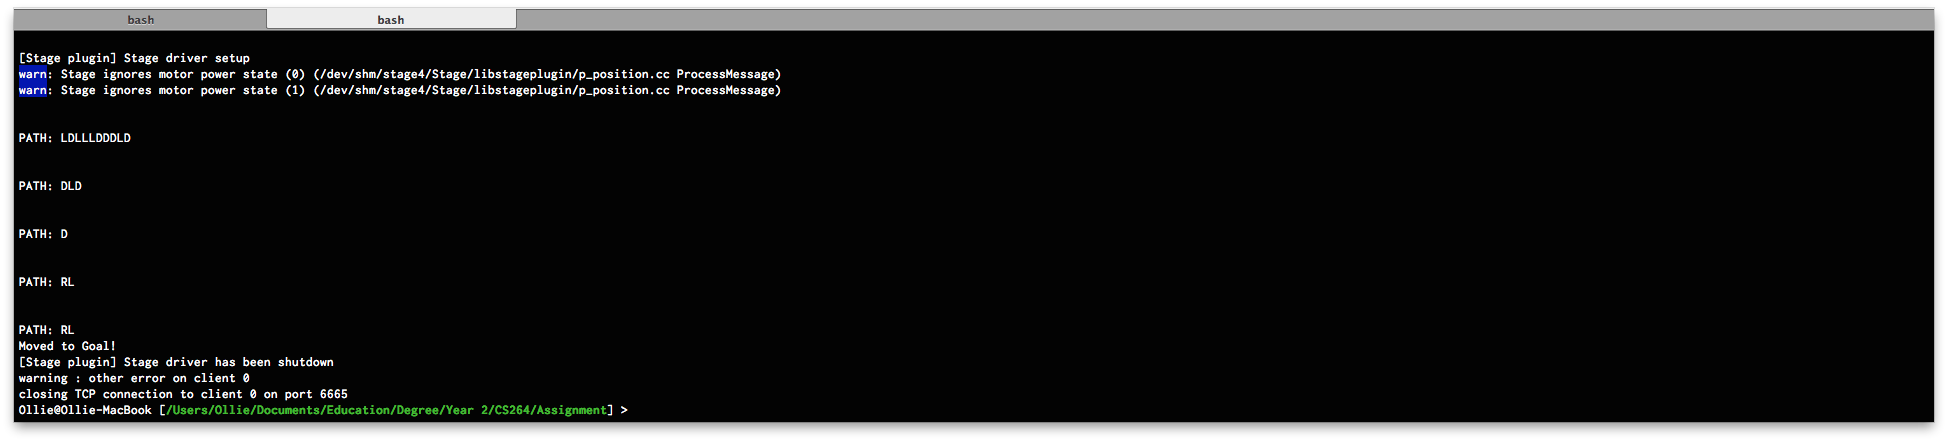 bash bash
[Stage plugin] Stage driver setup
warn: Stage ignores motor power state (0) (/dev/shm/stage4/Stage/libstageplugin/p_position.cc ProcessMessage)
warn: Stage ignores motor power state (1) (/dev/shm/stage4/Stage/libstageplugin/p_position.cc ProcessMessage)
PATH: LDLLLDDDLD
PATH: DLD
PATH: D
PATH: RL
PATH: RL
Moved to Goal!
[Stage plugin] Stage driver has been shutdown
warning : other error on client 0
closing TCP connection to client 0 on port 6665
Ollie@Ollie-MacBook [/Users/Ollie/Documents/Education/Degree/Year 2/CS264/Assignment] >